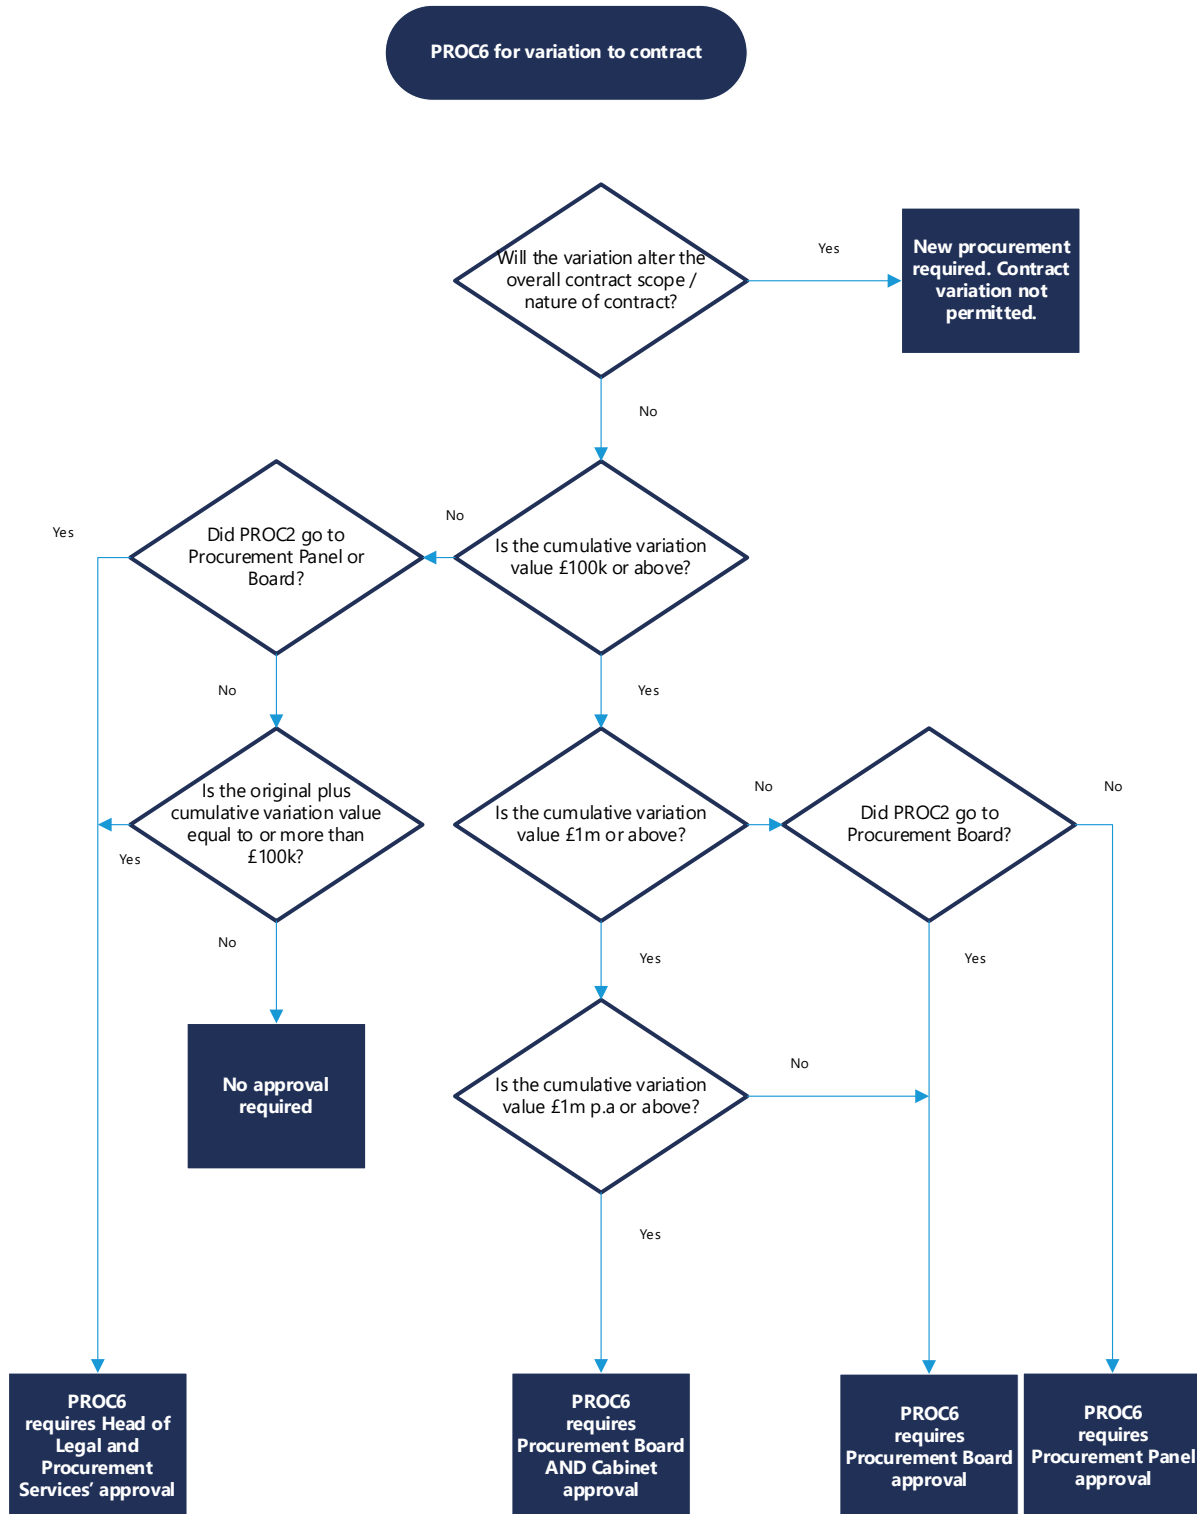 PROC6 for variation to contract
Will the variation alter the
overall contract scope /
nature of contract?
Yes
New procurement
required. Contract
variation not
permitted.
No
Yes
Did PROC2 go to
Procurement Panel or
Board?
No
Is the cumulative variation
value £100k or above?
No
Yes
Is the original plus
cumulative variation value
equal to or more than
£100k?
Yes
Is the cumulative variation
value £1m or above?
No
Did PROC2 go to
Procurement Board?
No
No
Yes
Yes
No approval
required
Is the cumulative variation
value £1m p.a or above?
No
Yes
PROC6
requires Head of
Legal and
Procurement
Services’ approval
PROC6
requires
Procurement Board
AND Cabinet
approval
PROC6
requires
Procurement Board
approval
PROC6
requires
Procurement Panel
approval